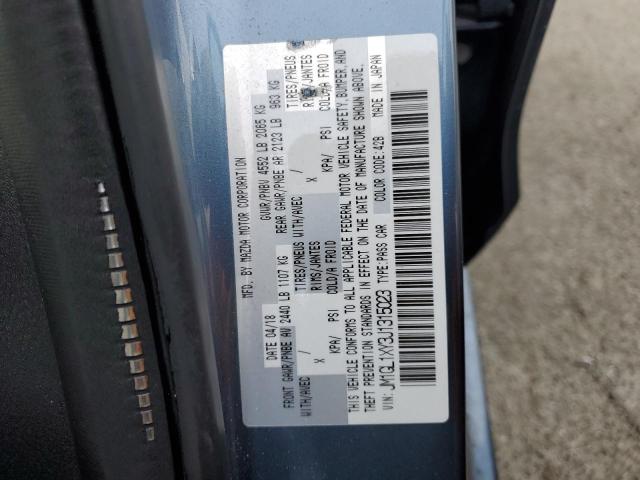 MFD. BY MAZDA MOTOR CORPORATION
DATE 04/18 GVWR/PNBV 4552 LB 2065 KG
FRONT GAWR/PNBE AV 2440 LB 1107 KG REAR GAWR/PNBE AR 2123 LB 963 KG
WITH/AVEC / TIRES/PNEUS WITH/AVEC / TIRES/PNEUS
X RIMS/JANTES X RIMS/JANTES
KPA/ PSI COLD/A FROID KPA/ PSI COLD/A FROID
THIS VEHICLE CONFORMS TO ALL APPLICABLE FEDERAL MOTOR VEHICLE SAFETY, BUMPER, AND
THEFT PREVENTION STANDARDS IN EFFECT ON THE DATE OF MANUFACTURE SHOWN ABOVE.
VIN: JM1GL1XY3J1315023 TYPE:PASS CAR COLOR CODE:42B MADE IN JAPAN